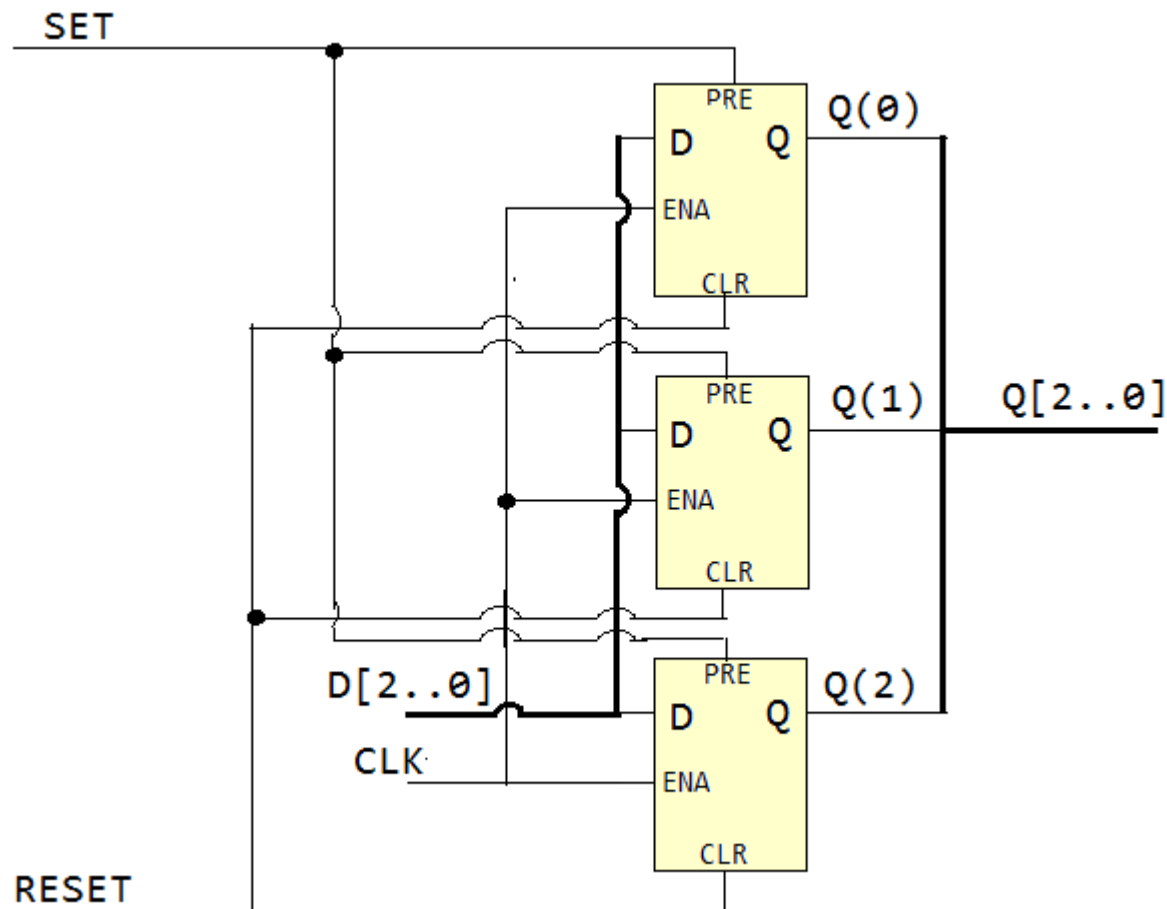 SET
PRE
Q(0)
D Q
ENA
CLR
PRE
Q(1)
Q[2..0]
D Q
ENA
CLR
PRE
D[2..0]
Q(2)
D Q
CLK
ENA
CLR
RESET